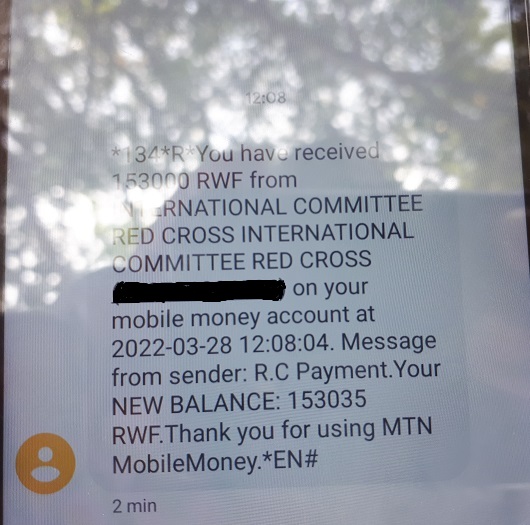 12:08
*134*R*You have received
153000 RWF from
INTERNATIONAL COMMITTEE
RED CROSS INTERNATIONAL
COMMITTEE RED CROSS
on your
mobile money account at
2022-03-28 12:08:04. Message
from sender: R.C Payment.Your
NEW BALANCE: 153035
RWF.Thank you for using MTN
MobileMoney.*EN#
2 min